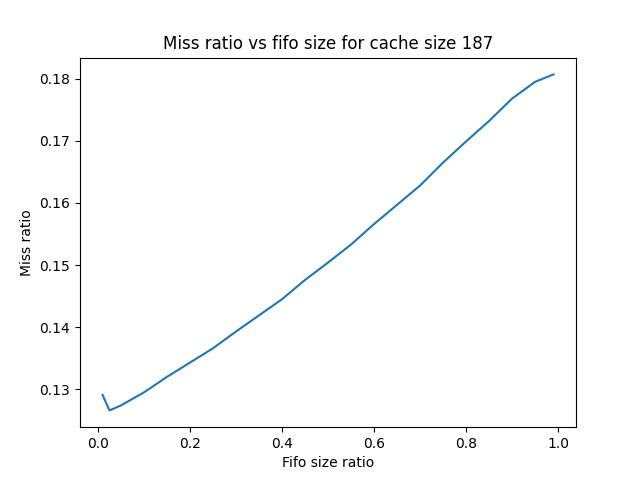 Miss ratio vs fifo size for cache size 187
0.18
0.17
0.16
0.15
0.14
0.13
Miss ratio
0.0 0.2 0.4 0.6 0.8 1.0
Fifo size ratio